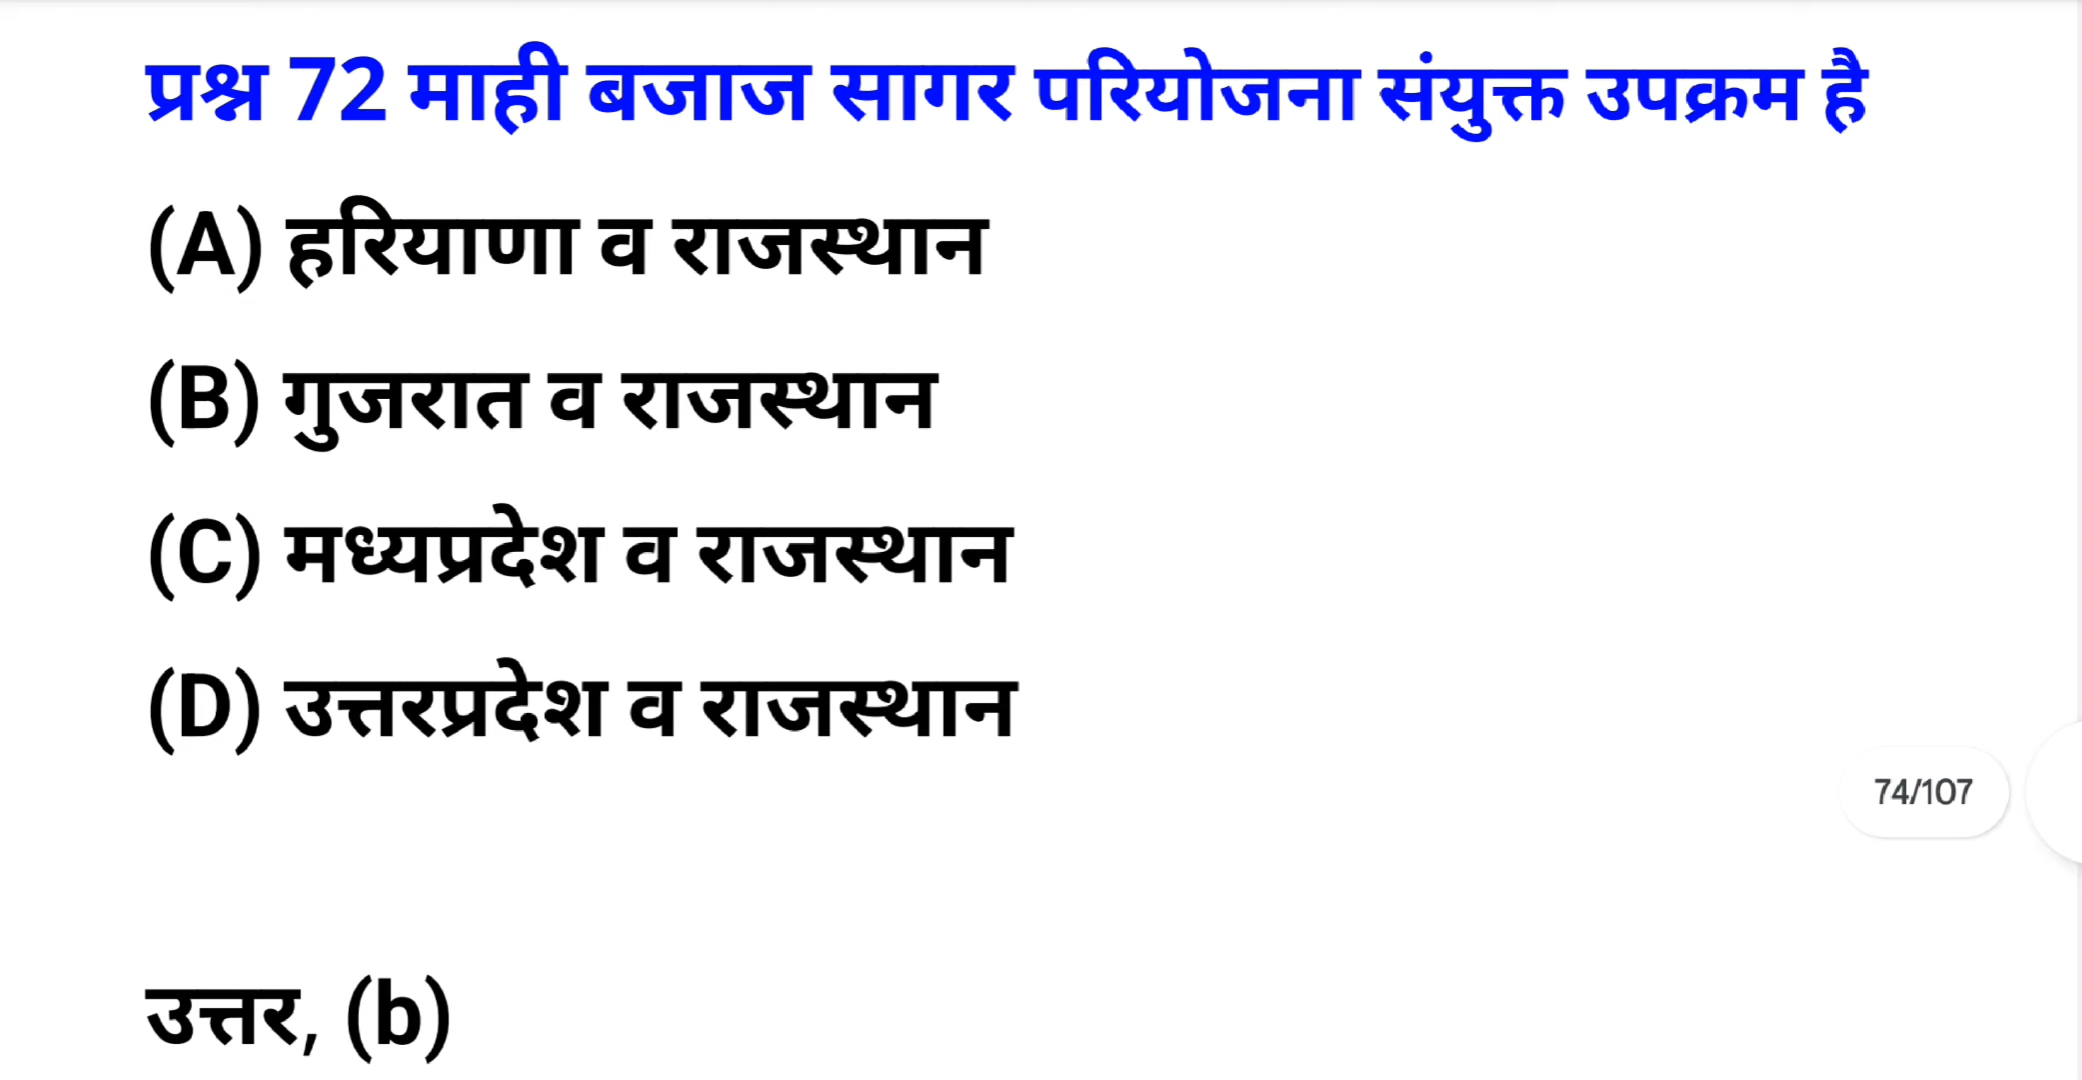 प्रश्न 72 माही बजाज सागर परियोजना संयुक्त उपक्रम है
(A) हरियाणा व राजस्थान
(B) गुजरात व राजस्थान
(C) मध्यप्रदेश व राजस्थान
(D) उत्तरप्रदेश व राजस्थान
74/107
उत्तर, (b)